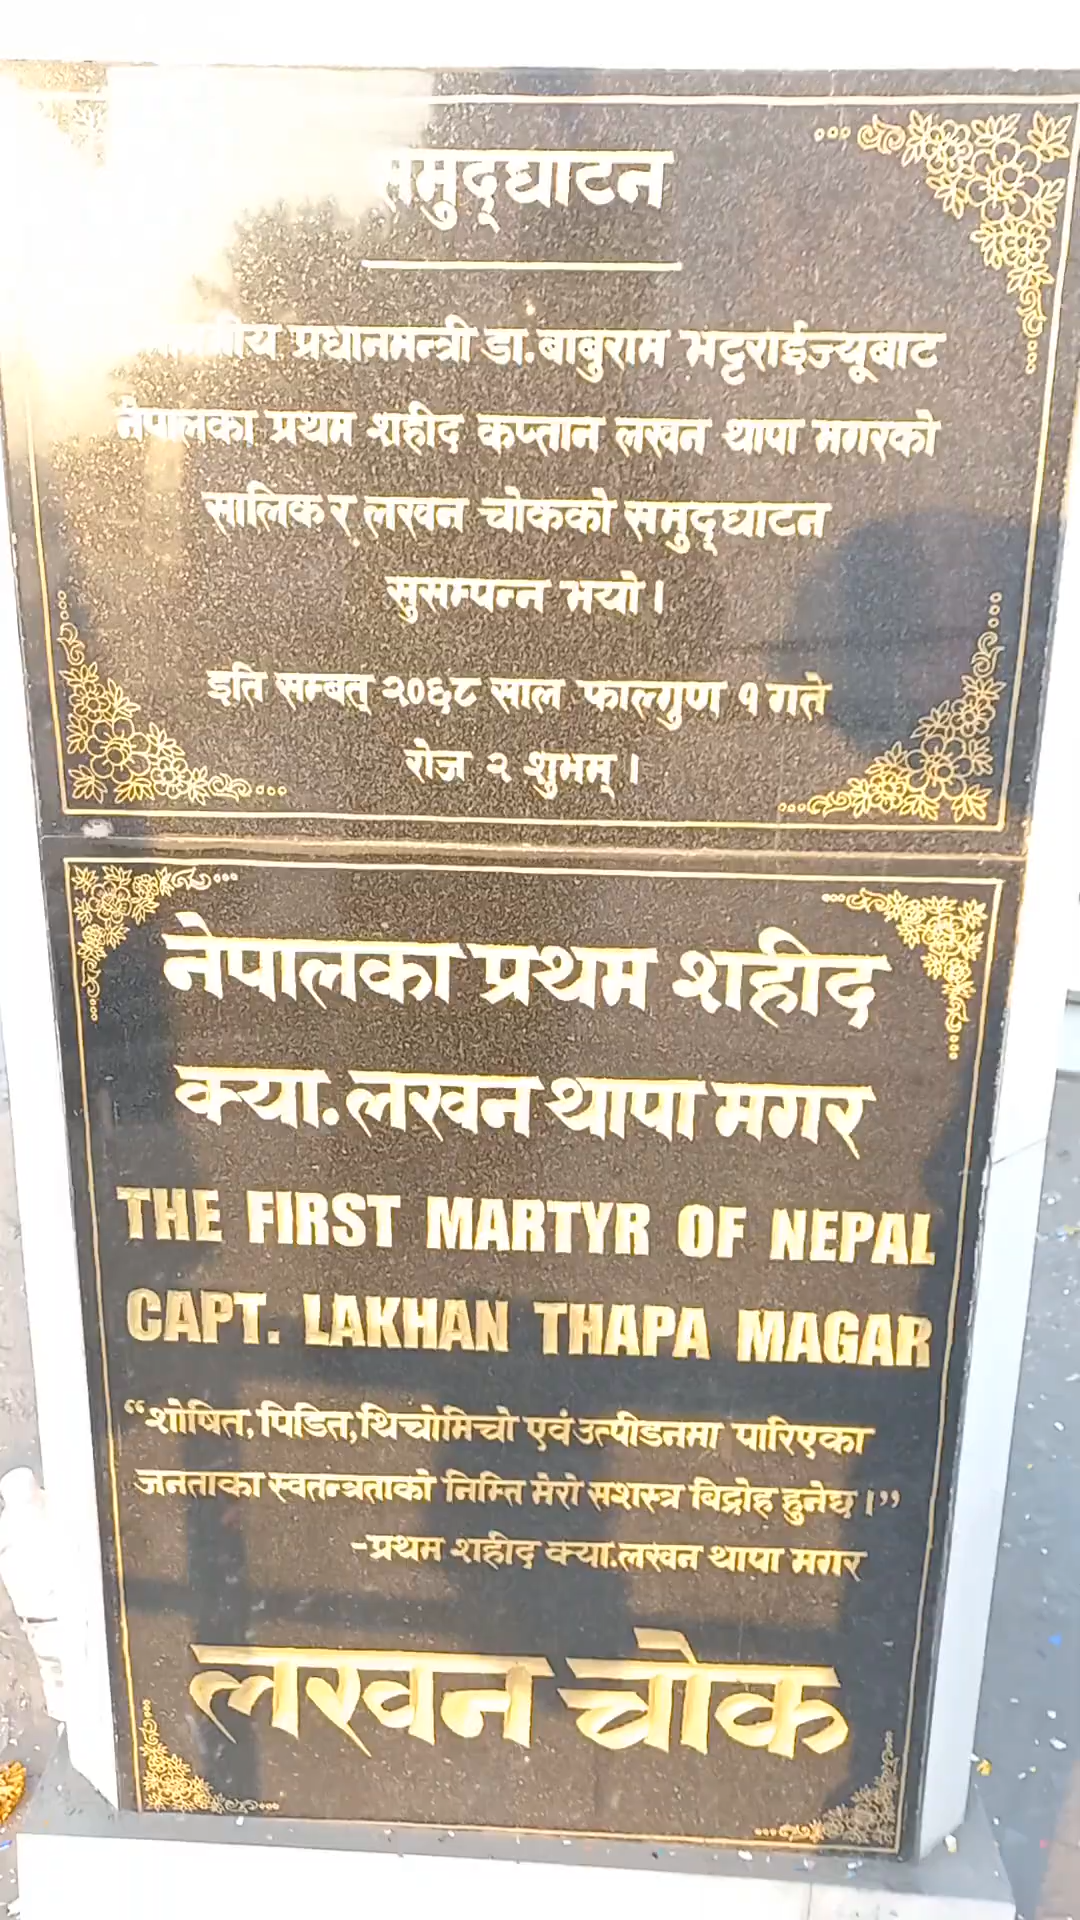 समुद्घाटन
प्रधानमन्त्री डा.बाबुराम भट्टराईज्यूबाट
नेपालका प्रथम शहीद कप्तान लखन थापा मगरको
सालिक र लखन चोकको समुद्घाटन
सुसम्पन्न भयो।
इति सम्बत् २०६८ साल फाल्गुण १ गते
रोज २ शुभम्।
नेपालका प्रथम शहीद
क्या.लखन थापा मगर
THE FIRST MARTYR OF NEPAL
CAPT. LAKHAN THAPA MAGAR
“शोषित, पिडित, थिचोमिचो एवं उत्पीडनमा पारिएका
जनताका स्वतन्त्रताको निम्ति मेरो सशस्त्र बिद्रोह हुनेछ।”
-प्रथम शहीद क्या.लखन थापा मगर
लखन चोक